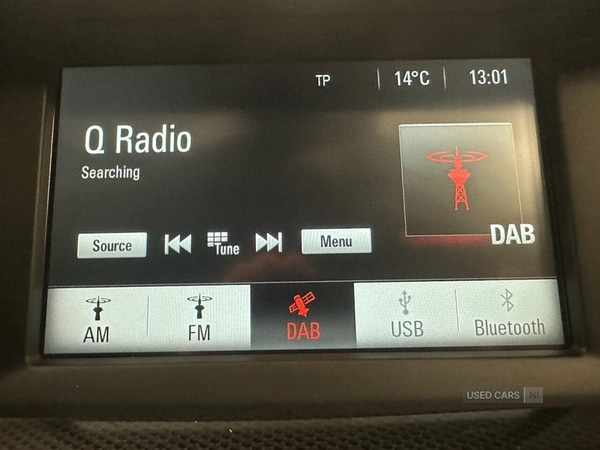 TP 14°C 13:01
Q Radio
Searching
DAB
Source Tune Menu
AM FM DAB USB Bluetooth
USED CARS NI